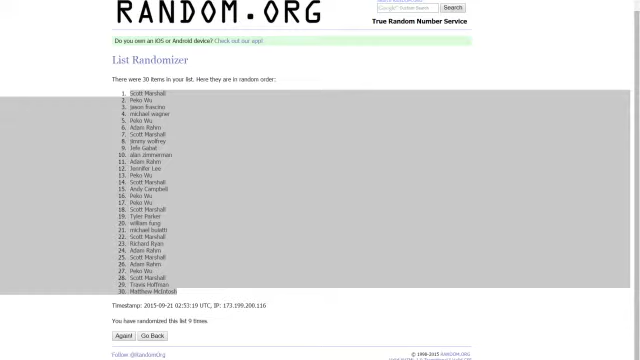 RANDOM.ORG
Search
True Random Number Service
Do you own an iOS or Android device? Check out our app!
List Randomizer
There were 30 items in your list. Here they are in random order:
1. Scott Marshall
2. Peko Wu
3. jason frascino
4. michael wagner
5. Peko Wu
6. Adam Rahm
7. Scott Marshall
8. jimmy wolfrey
9. Jefe Gabat
10. alan zimmerman
11. Adam Rahm
12. Jennifer Lee
13. Peko Wu
14. Scott Marshall
15. Andy Campbell
16. Peko Wu
17. Peko Wu
18. Scott Marshall
19. Tyler Parker
20. william fung
21. michael buiatti
22. Scott Marshall
23. Richard Ryan
24. Adam Rahm
25. Scott Marshall
26. Adam Rahm
27. Peko Wu
28. Scott Marshall
29. Travis Hoffman
30. Matthew McIntosh
Timestamp: 2015-09-21 02:53:19 UTC, IP: 173.199.200.116
You have randomized this list 9 times.
Again! Go Back
Follow @RandomOrg
© 1998-2015 RANDOM.ORG